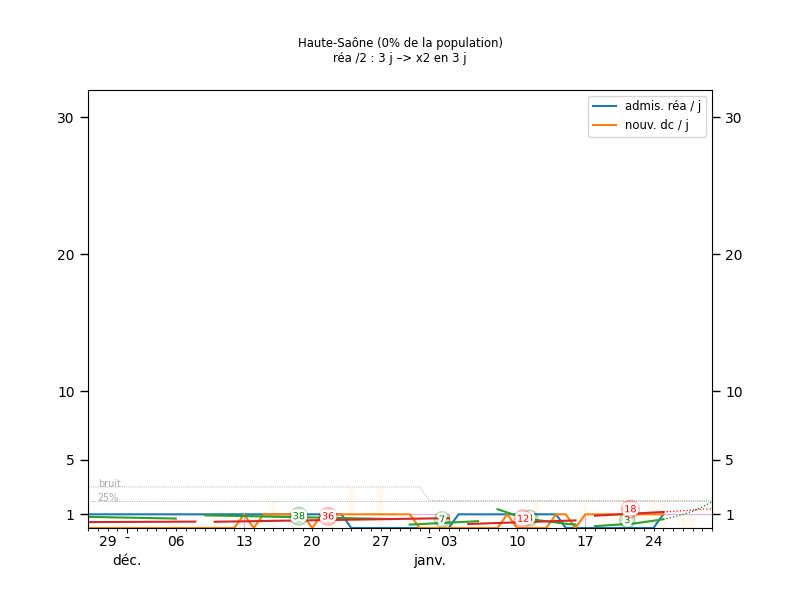 Haute-Saône (0% de la population)
réa /2 : 3 j –> x2 en 3 j
admis. réa / j
nouv. dc / j
30
30
20
20
10
10
5
5
bruit
25%
1
1
38
36
7
12
18
3
29 - 06 13 20 27 - 03 10 17 24
déc. janv.